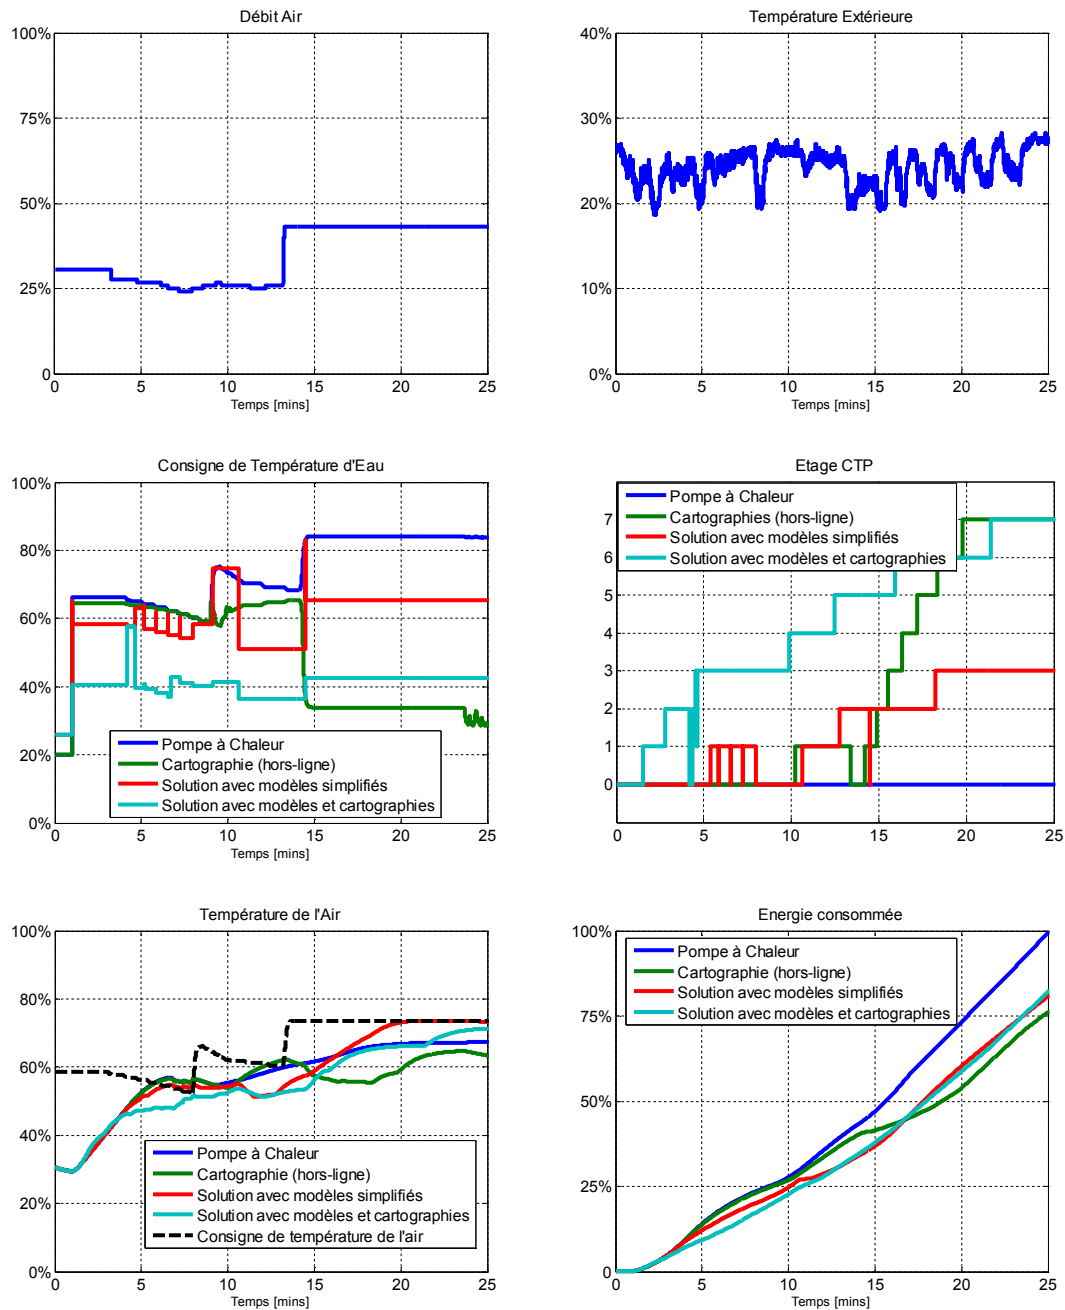 Débit Air
100%
75%
50%
25%
0
0 5 10 15 20 25
Temps [mins]
Température Extérieure
40%
30%
20%
10%
0%
0 5 10 15 20 25
Temps [mins]
Consigne de Température d'Eau
100%
80%
60%
40%
20%
0%
Pompe à Chaleur
Cartographie (hors-ligne)
Solution avec modèles simplifiés
Solution avec modèles et cartographies
0 5 10 15 20 25
Temps [mins]
Etage CTP
Pompe à Chaleur
Cartographies (hors-ligne)
Solution avec modèles simplifiés
Solution avec modèles et cartographies
7
6
5
4
3
2
1
0
0 5 10 15 20 25
Temps [mins]
Température de l'Air
100%
80%
60%
40%
20%
0%
Pompe à Chaleur
Cartographie (hors-ligne)
Solution avec modèles simplifiés
Solution avec modèles et cartographies
Consigne de température de l'air
0 5 10 15 20 25
Temps [mins]
Energie consommée
100%
75%
50%
25%
0
Pompe à Chaleur
Cartographie (hors-ligne)
Solution avec modèles simplifiés
Solution avec modèles et cartographies
0 5 10 15 20 25
Temps [mins]